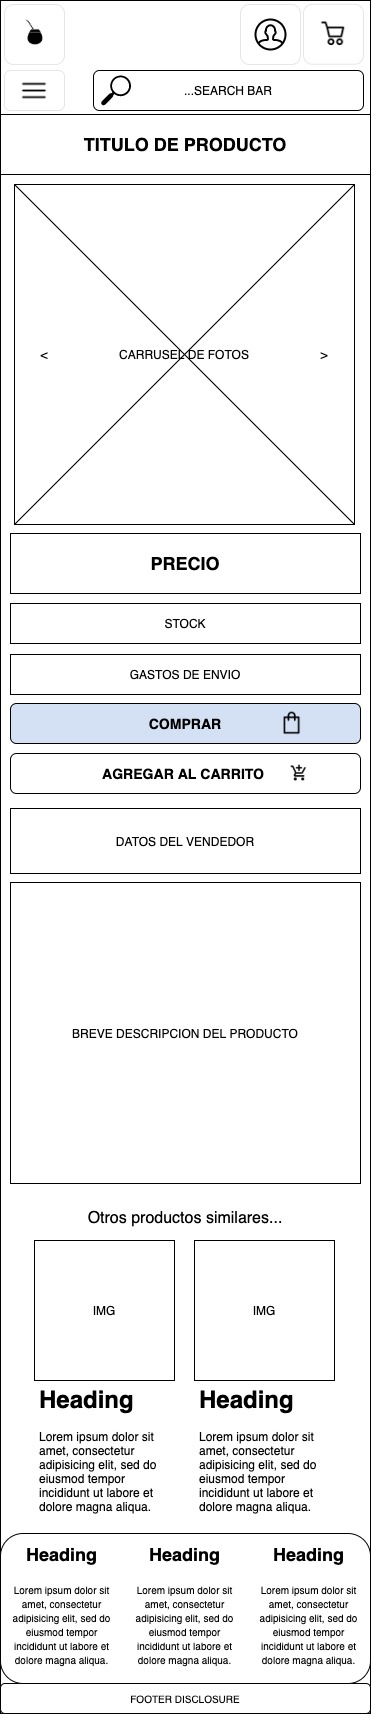 ...SEARCH BAR
TITULO DE PRODUCTO
< CARRUSEL DE FOTOS >
PRECIO
STOCK
GASTOS DE ENVIO
COMPRAR
AGREGAR AL CARRITO
DATOS DEL VENDEDOR
BREVE DESCRIPCION DEL PRODUCTO
Otros productos similares...
IMG
Heading
Lorem ipsum dolor sit
amet, consectetur
adipisicing elit, sed do
eiusmod tempor
incididunt ut labore et
dolore magna aliqua.
IMG
Heading
Lorem ipsum dolor sit
amet, consectetur
adipisicing elit, sed do
eiusmod tempor
incididunt ut labore et
dolore magna aliqua.
Heading
Lorem ipsum dolor sit
amet, consectetur
adipisicing elit, sed do
eiusmod tempor
incididunt ut labore et
dolore magna aliqua.
Heading
Lorem ipsum dolor sit
amet, consectetur
adipisicing elit, sed do
eiusmod tempor
incididunt ut labore et
dolore magna aliqua.
Heading
Lorem ipsum dolor sit
amet, consectetur
adipisicing elit, sed do
eiusmod tempor
incididunt ut labore et
dolore magna aliqua.
FOOTER DISCLOSURE